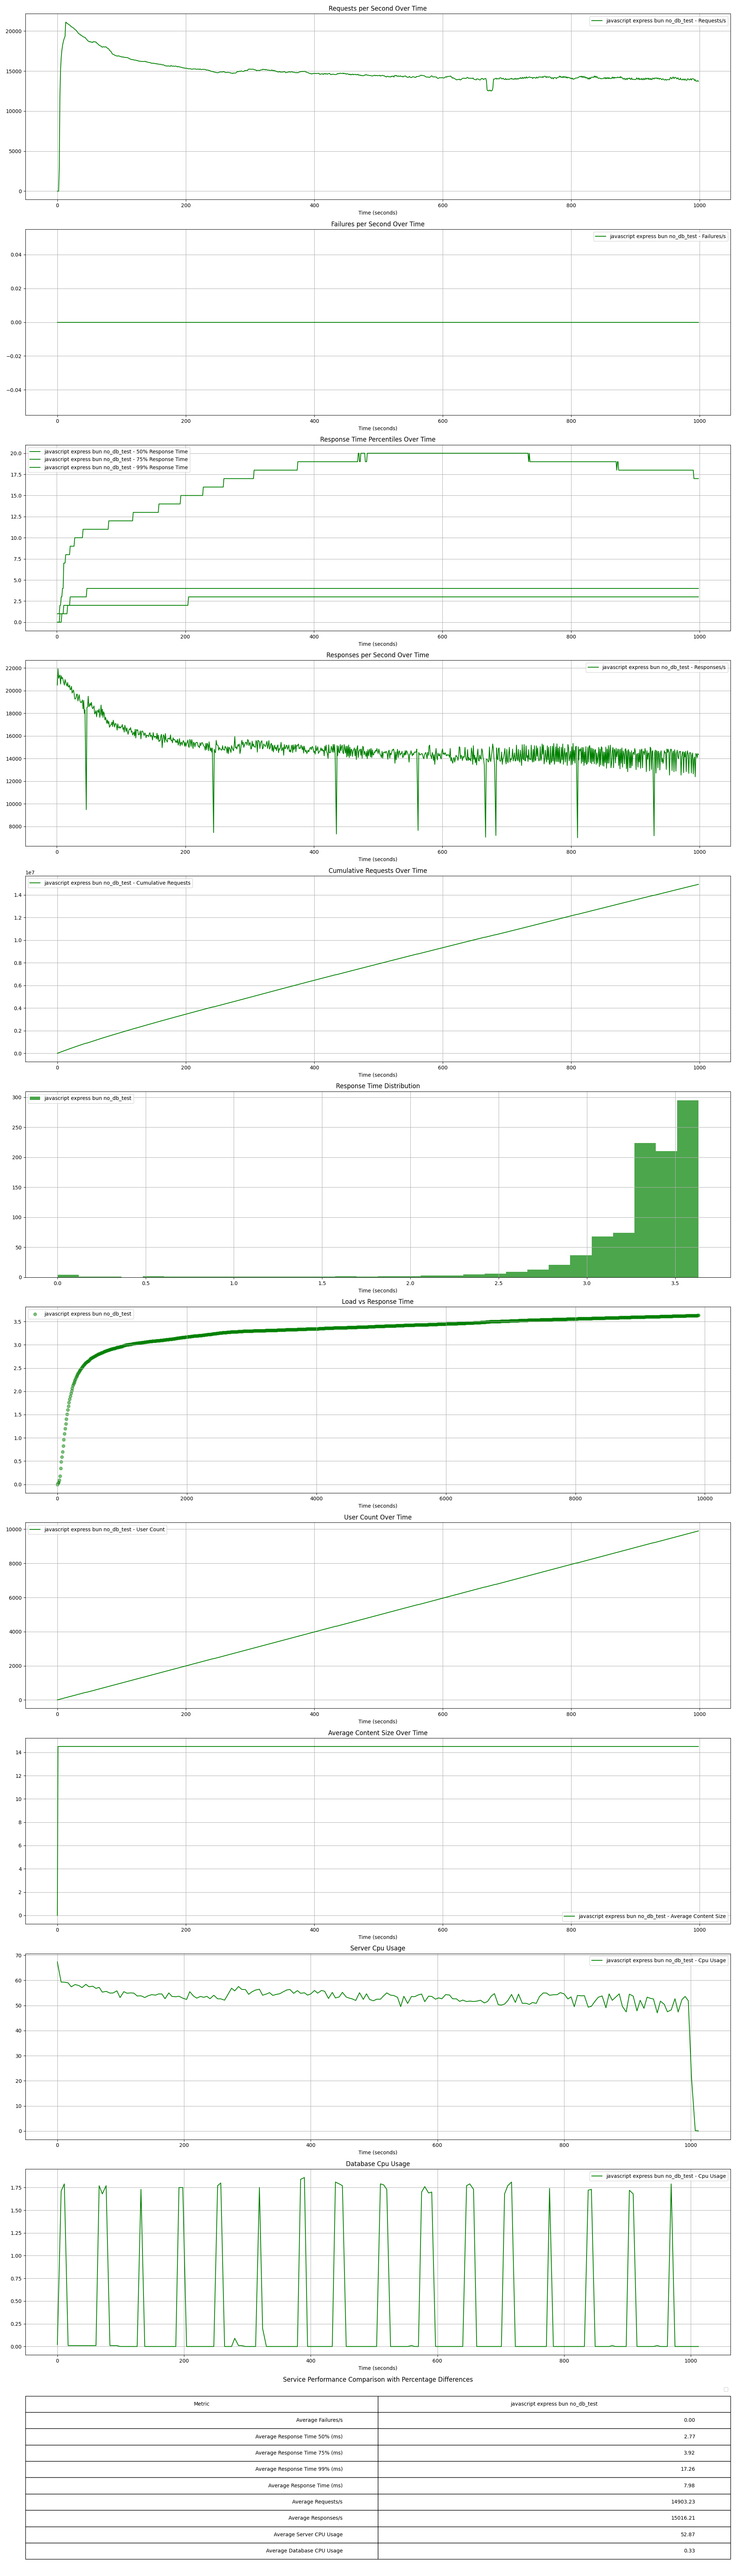 Requests per Second Over Time
javascript express bun no_db_test - Requests/s
20000
15000
10000
5000
0
0 200 400 600 800 1000
Time (seconds)
Failures per Second Over Time
javascript express bun no_db_test - Failures/s
0.04
0.02
0.00
−0.02
−0.04
0 200 400 600 800 1000
Time (seconds)
Response Time Percentiles Over Time
javascript express bun no_db_test - 50% Response Time
javascript express bun no_db_test - 75% Response Time
javascript express bun no_db_test - 99% Response Time
20.0
17.5
15.0
12.5
10.0
7.5
5.0
2.5
0.0
0 200 400 600 800 1000
Time (seconds)
Responses per Second Over Time
javascript express bun no_db_test - Responses/s
22000
20000
18000
16000
14000
12000
10000
8000
0 200 400 600 800 1000
Time (seconds)
Cumulative Requests Over Time
1e7
javascript express bun no_db_test - Cumulative Requests
1.4
1.2
1.0
0.8
0.6
0.4
0.2
0.0
0 200 400 600 800 1000
Time (seconds)
Response Time Distribution
javascript express bun no_db_test
300
250
200
150
100
50
0
0.0 0.5 1.0 1.5 2.0 2.5 3.0 3.5
Time (seconds)
Load vs Response Time
javascript express bun no_db_test
3.5
3.0
2.5
2.0
1.5
1.0
0.5
0.0
0 2000 4000 6000 8000 10000
Time (seconds)
User Count Over Time
javascript express bun no_db_test - User Count
10000
8000
6000
4000
2000
0
0 200 400 600 800 1000
Time (seconds)
Average Content Size Over Time
14
12
10
8
6
4
2
0
javascript express bun no_db_test - Average Content Size
0 200 400 600 800 1000
Time (seconds)
Server Cpu Usage
javascript express bun no_db_test - Cpu Usage
70
60
50
40
30
20
10
0
0 200 400 600 800 1000
Time (seconds)
Database Cpu Usage
javascript express bun no_db_test - Cpu Usage
1.75
1.50
1.25
1.00
0.75
0.50
0.25
0.00
0 200 400 600 800 1000
Time (seconds)
Service Performance Comparison with Percentage Differences
Metric javascript express bun no_db_test
Average Failures/s 0.00
Average Response Time 50% (ms) 2.77
Average Response Time 75% (ms) 3.92
Average Response Time 99% (ms) 17.26
Average Response Time (ms) 7.98
Average Requests/s 14903.23
Average Responses/s 15016.21
Average Server CPU Usage 52.87
Average Database CPU Usage 0.33